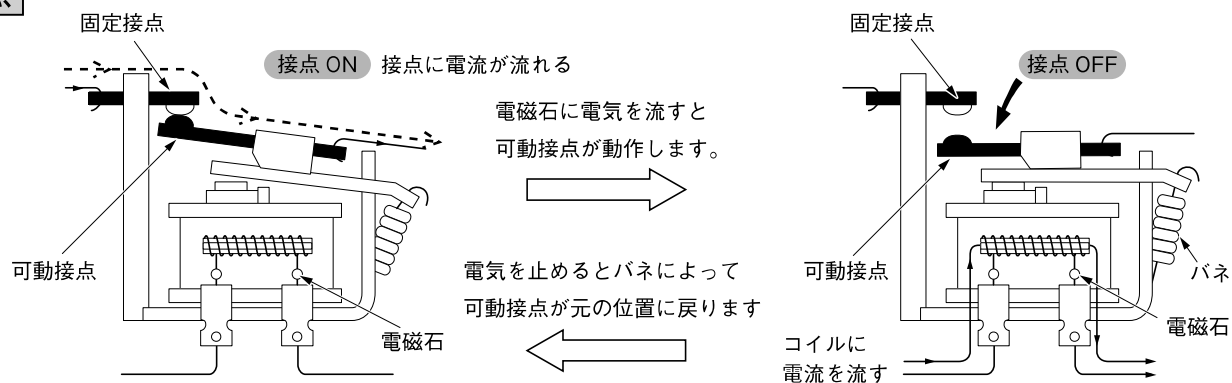 固定接点
接点 ON 接点に電流が流れる
電磁石に電気を流すと
可動接点が動作します。
可動接点
電磁石
電気を止めるとバネによって
可動接点が元の位置に戻ります
固定接点
接点 OFF
可動接点
バネ
電磁石
コイルに
電流を流す